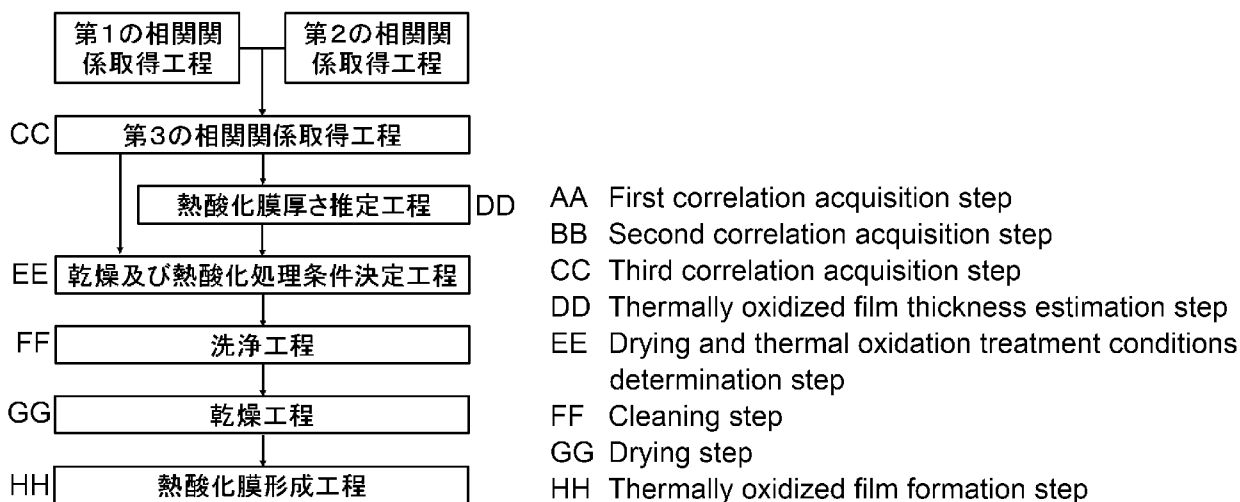 第1の相関関
係取得工程
第2の相関関
係取得工程
CC
第3の相関関係取得工程
熱酸化膜厚さ推定工程
DD
EE
乾燥及び熱酸化処理条件決定工程
FF
洗浄工程
GG
乾燥工程
HH
熱酸化膜形成工程
AA First correlation acquisition step
BB Second correlation acquisition step
CC Third correlation acquisition step
DD Thermally oxidized film thickness estimation step
EE Drying and thermal oxidation treatment conditions
determination step
FF Cleaning step
GG Drying step
HH Thermally oxidized film formation step